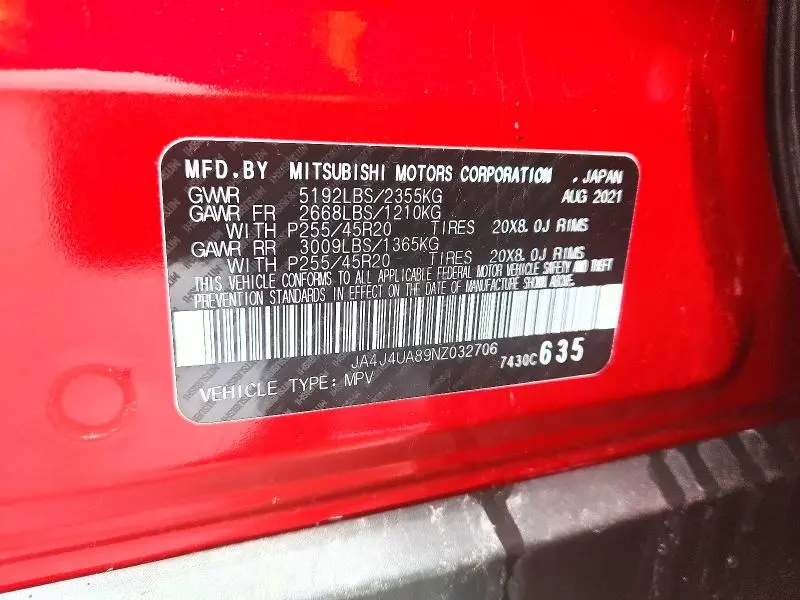 MFD.BY MITSUBISHI MOTORS CORPORATION , JAPAN
GVWR 5192LBS/2355KG AUG 2021
GAWR FR 2668LBS/1210KG
WITH P255/45R20 TIRES 20X8.0J RIMS
GAWR RR 3009LBS/1365KG
WITH P255/45R20 TIRES 20X8.0J RIMS
THIS VEHICLE CONFORMS TO ALL APPLICABLE FEDERAL MOTOR VEHICLE SAFETY AND THEFT
PREVENTION STANDARDS IN EFFECT ON THE DATE OF MANUFACTURE SHOWN ABOVE.
JA4J4UA89NZ032706 7430C635
VEHICLE TYPE: MPV